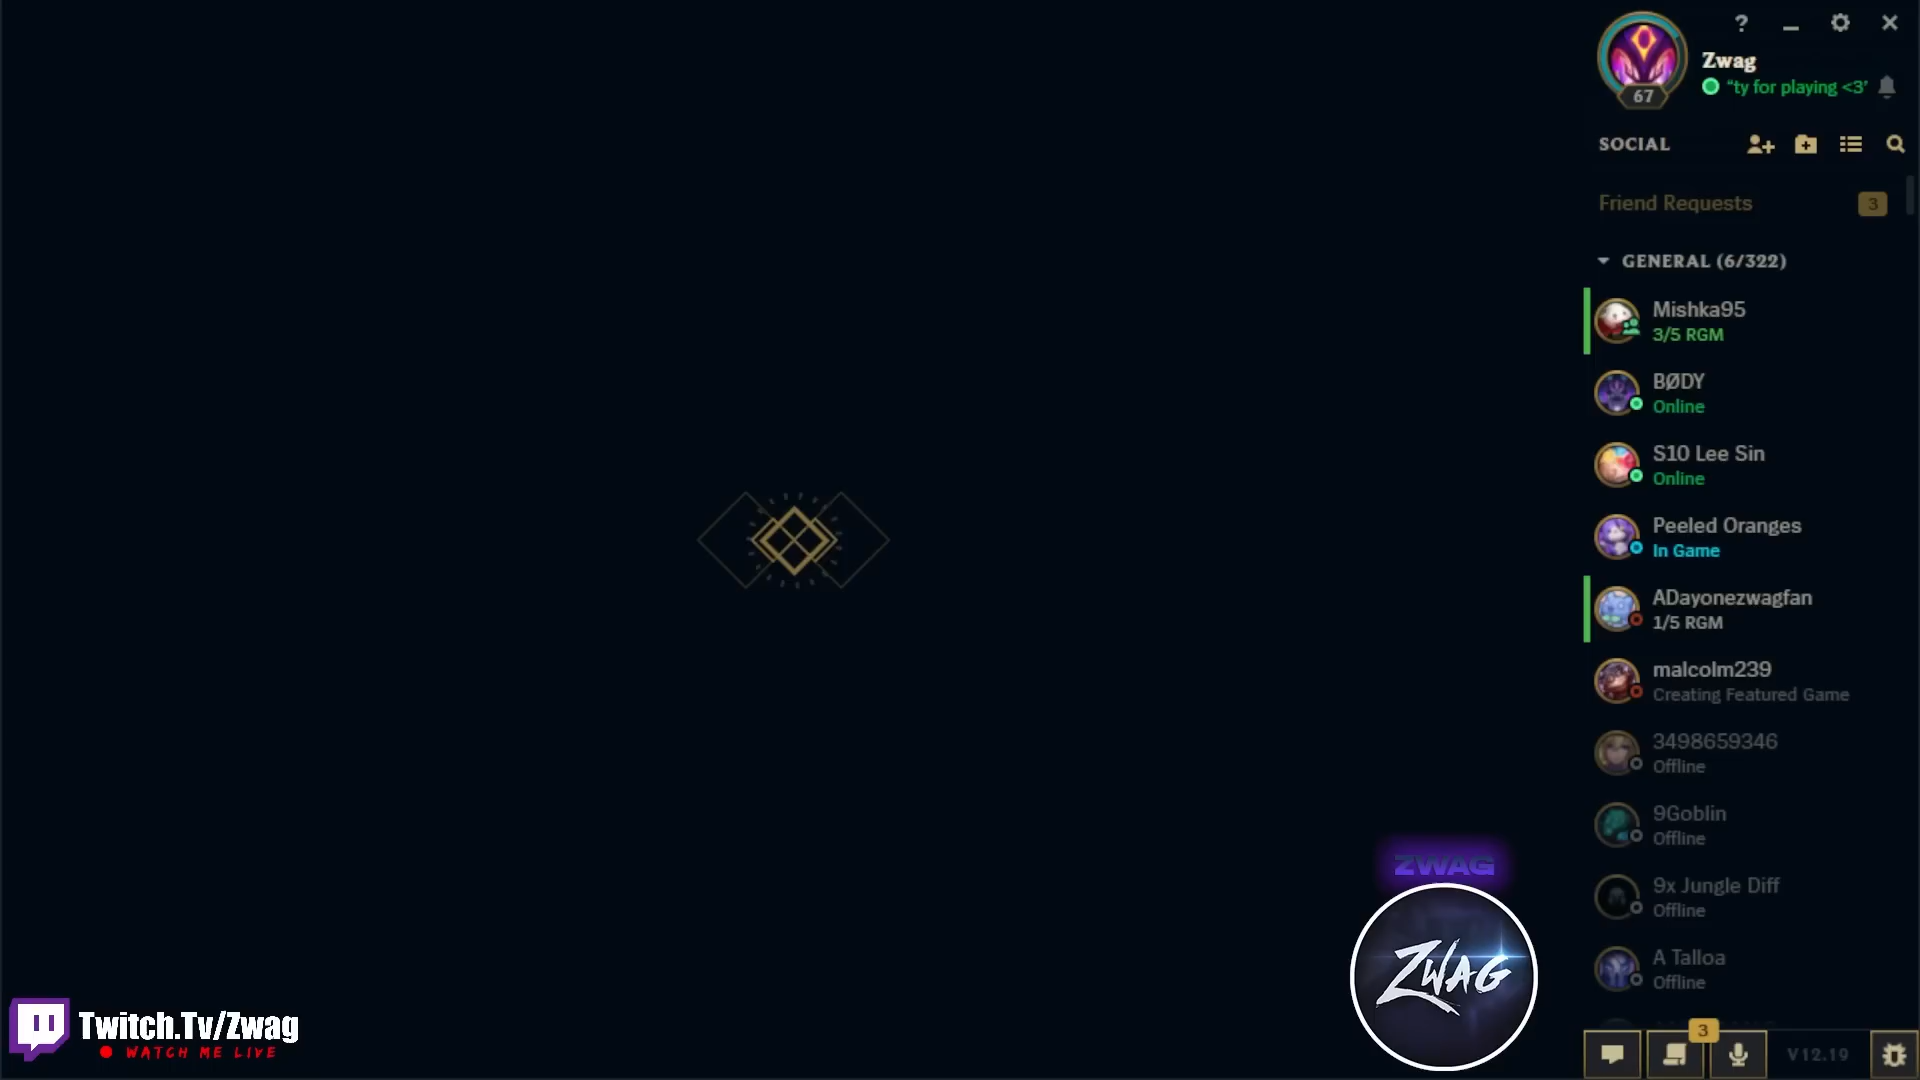 ?
Zwag
"ty for playing <3"
67
SOCIAL
Friend Requests
3
GENERAL (6/322)
Mishka95
3/5 RGM
BØDY
Online
S10 Lee Sin
Online
Peeled Oranges
In Game
ADayonezwagfan
1/5 RGM
malcolm239
Creating Featured Game
3498659346
Offline
9Goblin
Offline
9x Jungle Diff
Offline
A Talloa
Offline
3
V12.19
ZWAG
ZWAG
Twitch.Tv/Zwag
WATCH ME LIVE